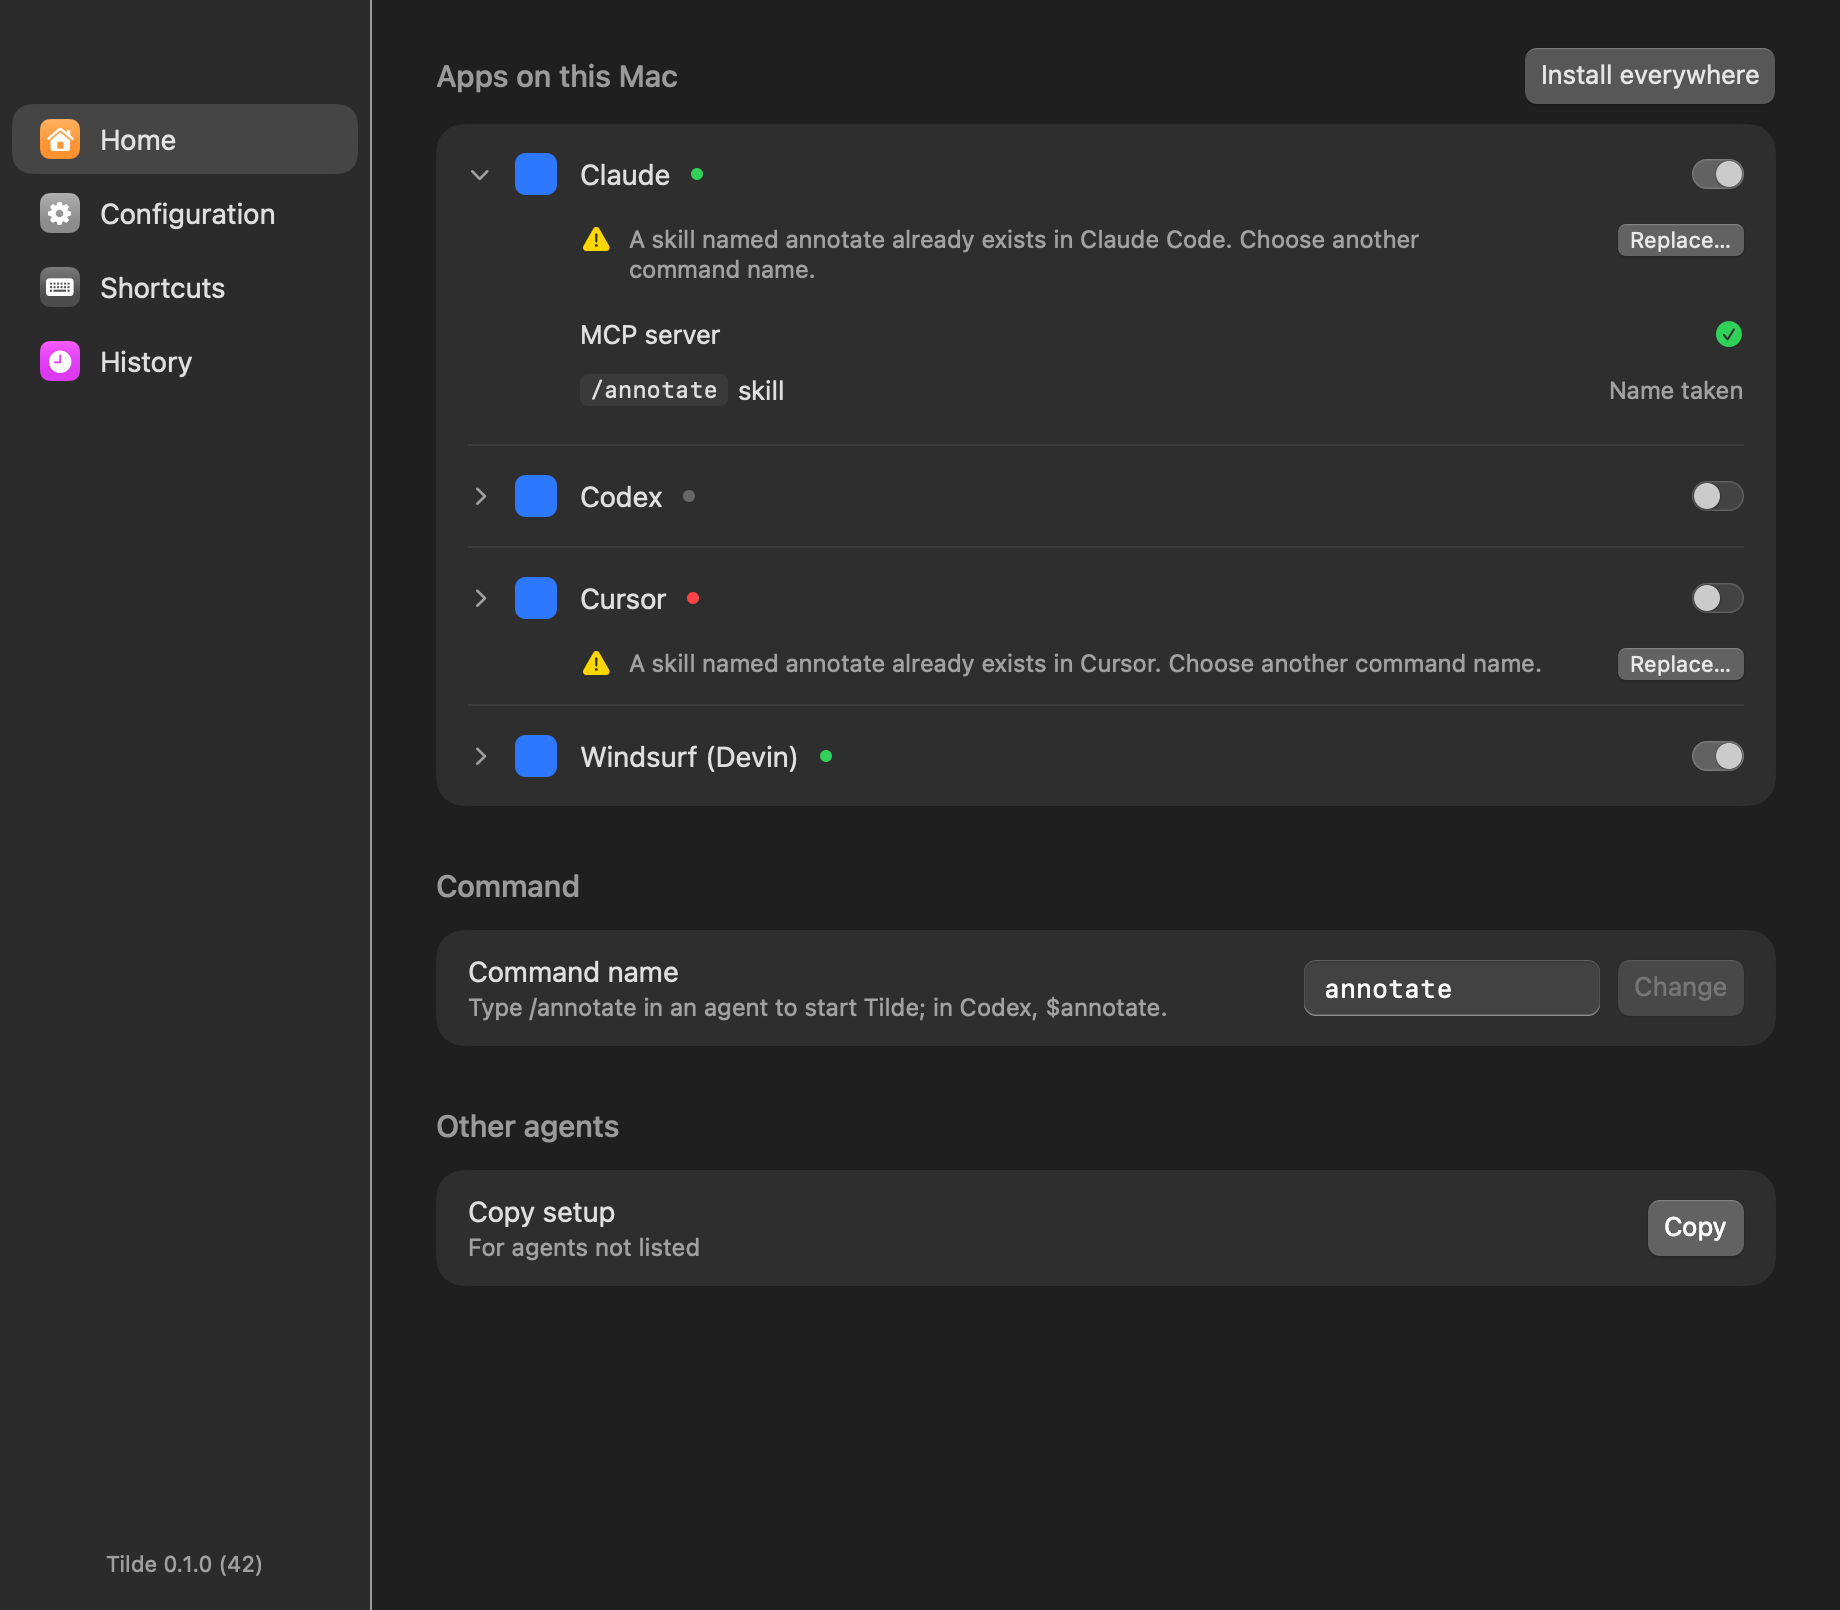 Home
Configuration
Shortcuts
History
Tilde 0.1.0 (42)
Apps on this Mac
Install everywhere
Claude
A skill named annotate already exists in Claude Code. Choose another
command name.
Replace...
MCP server
/annotate skill
Name taken
Codex
Cursor
A skill named annotate already exists in Cursor. Choose another command name.
Replace...
Windsurf (Devin)
Command
Command name
Type /annotate in an agent to start Tilde; in Codex, $annotate.
annotate
Change
Other agents
Copy setup
For agents not listed
Copy